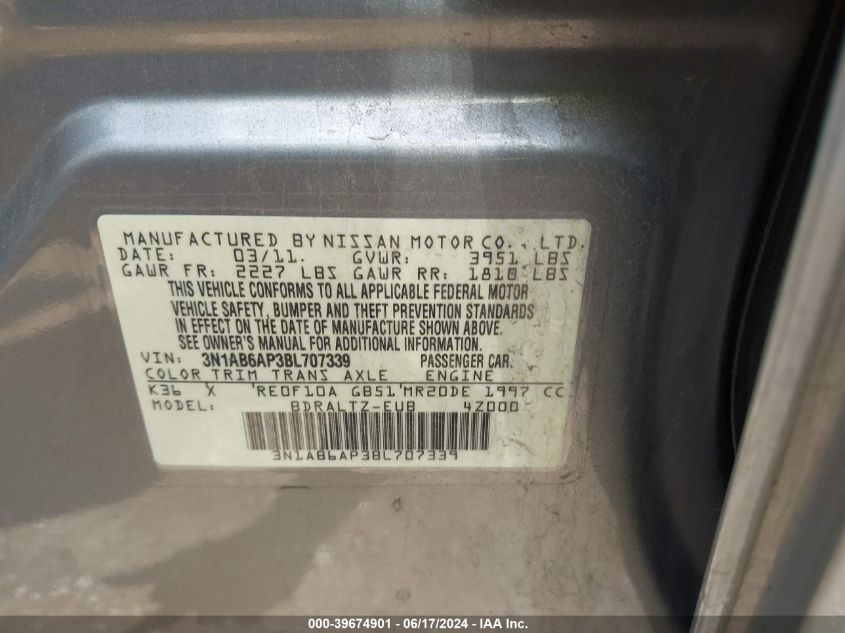 MANUFACTURED BY NISSAN MOTOR CO., LTD.
DATE: 03/11. GVWR: 3951 LBS
GAWR FR: 2227 LBS GAWR RR: 1818 LBS
THIS VEHICLE CONFORMS TO ALL APPLICABLE FEDERAL MOTOR
VEHICLE SAFETY, BUMPER AND THEFT PREVENTION STANDARDS
IN EFFECT ON THE DATE OF MANUFACTURE SHOWN ABOVE.
SEE OWNER'S MANUAL FOR ADDITIONAL INFORMATION.
VIN: 3N1AB6AP3BL707339 PASSENGER CAR.
COLOR TRIM TRANS AXLE ENGINE
K36 X 'RE0F10A GB51'MR20DE 1997 CC
MODEL: BDRALTZ-EUB 4Z000
3N1AB6AP3BL707339
000-39674901 - 06/17/2024 - IAA Inc.